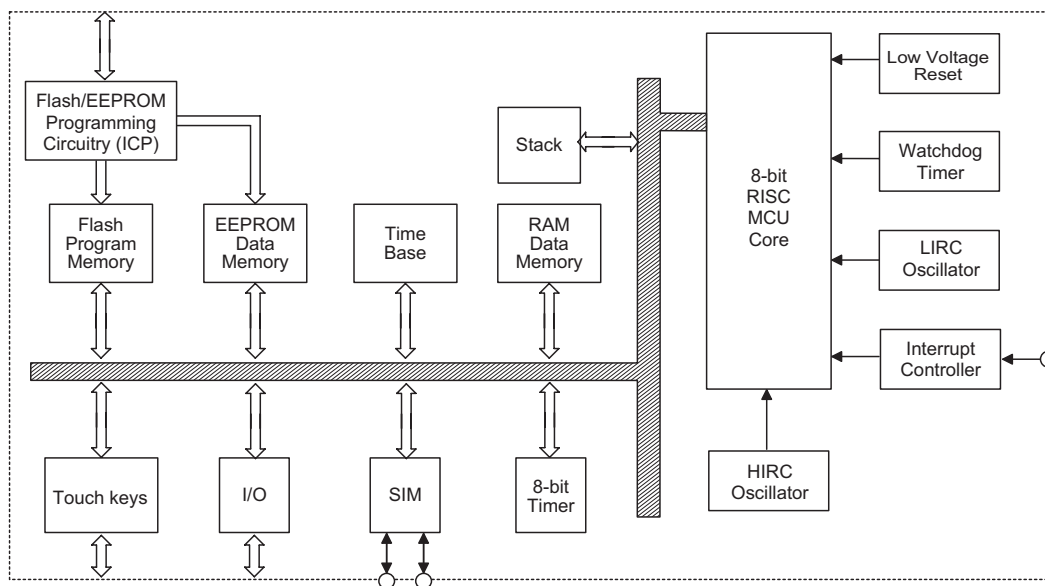 Flash/EEPROM
Programming
Circuitry (ICP)
Stack
8-bit
RISC
MCU
Core
Low Voltage
Reset
Watchdog
Timer
Flash
Program
Memory
EEPROM
Data
Memory
Time
Base
RAM
Data
Memory
LIRC
Oscillator
Interrupt
Controller
Touch keys
I/O
SIM
8-bit
Timer
HIRC
Oscillator